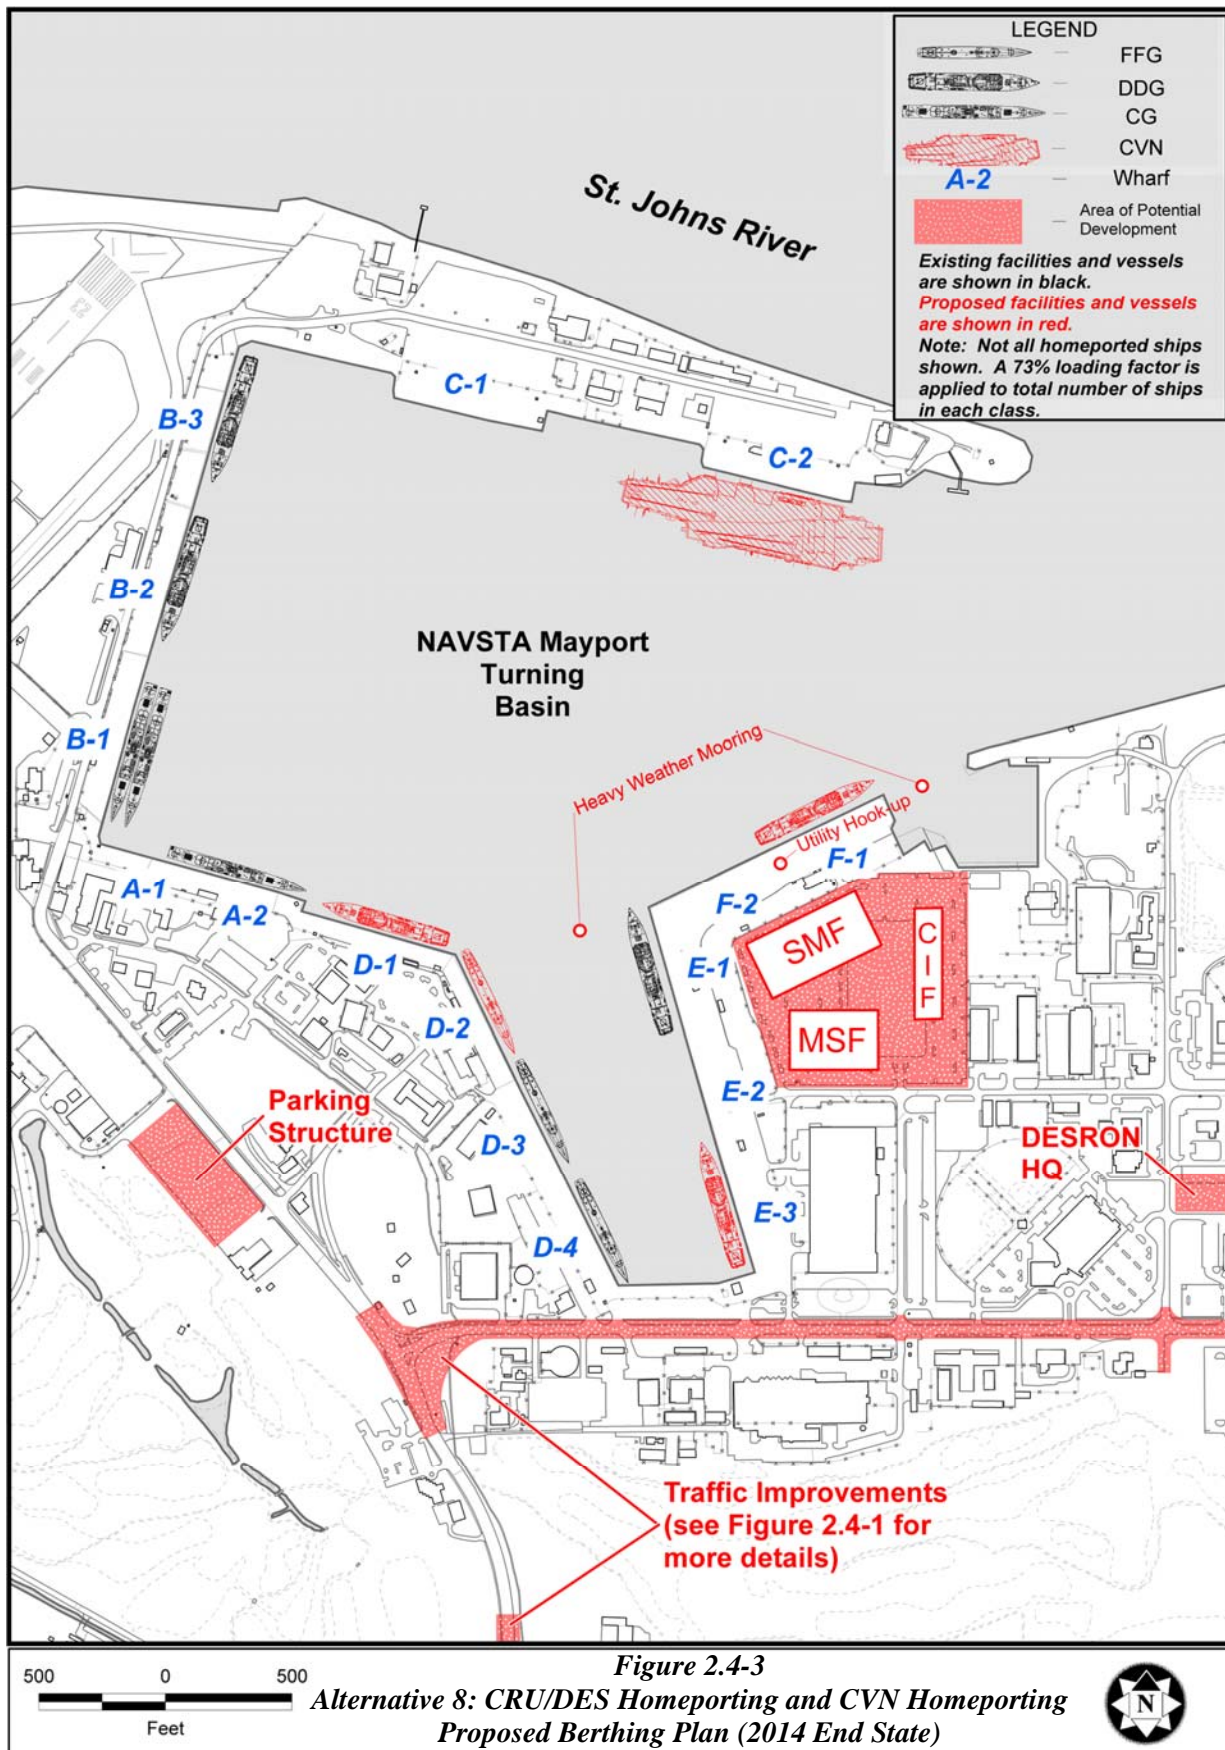 LEGEND
FFG
DDG
CG
CVN
A-2
Wharf
Area of Potential
Development
Existing facilities and vessels
are shown in black.
Proposed facilities and vessels
are shown in red.
Note: Not all homeported ships
shown. A 73% loading factor is
applied to total number of ships
in each class.
St. Johns River
C-1
B-3
C-2
B-2
NAVSTA Mayport
Turning
Basin
B-1
Heavy Weather Mooring
Utility Hook-up
F-1
A-1
A-2
F-2
D-1
E-1
SMF
CIF
D-2
MSF
E-2
Parking
Structure
D-3
DESRON
HQ
E-3
D-4
Traffic Improvements
(see Figure 2.4-1 for
more details)
500 0 500
Feet
Figure 2.4-3
Alternative 8: CRU/DES Homeporting and CVN Homeporting
Proposed Berthing Plan (2014 End State)
N